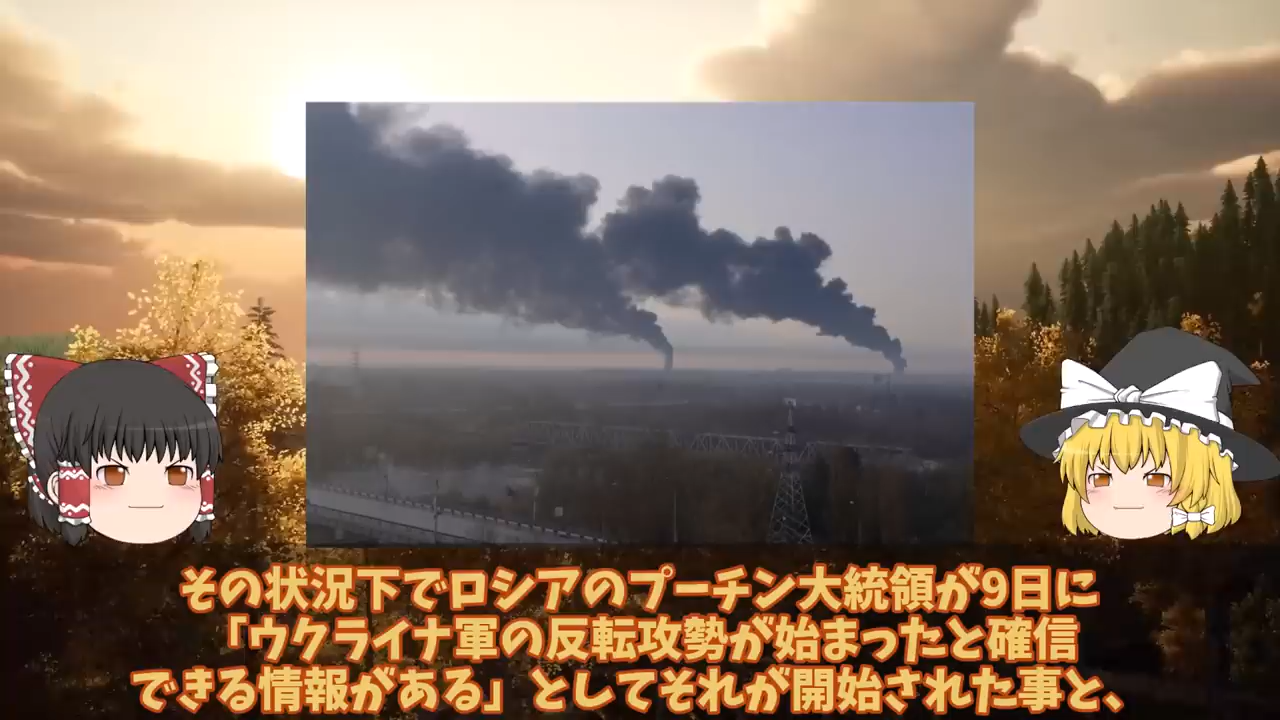 その状況下でロシアのプーチン大統領が9日に
「ウクライナ軍の反転攻勢が始まったと確信
できる情報がある」としてそれが開始された事と、